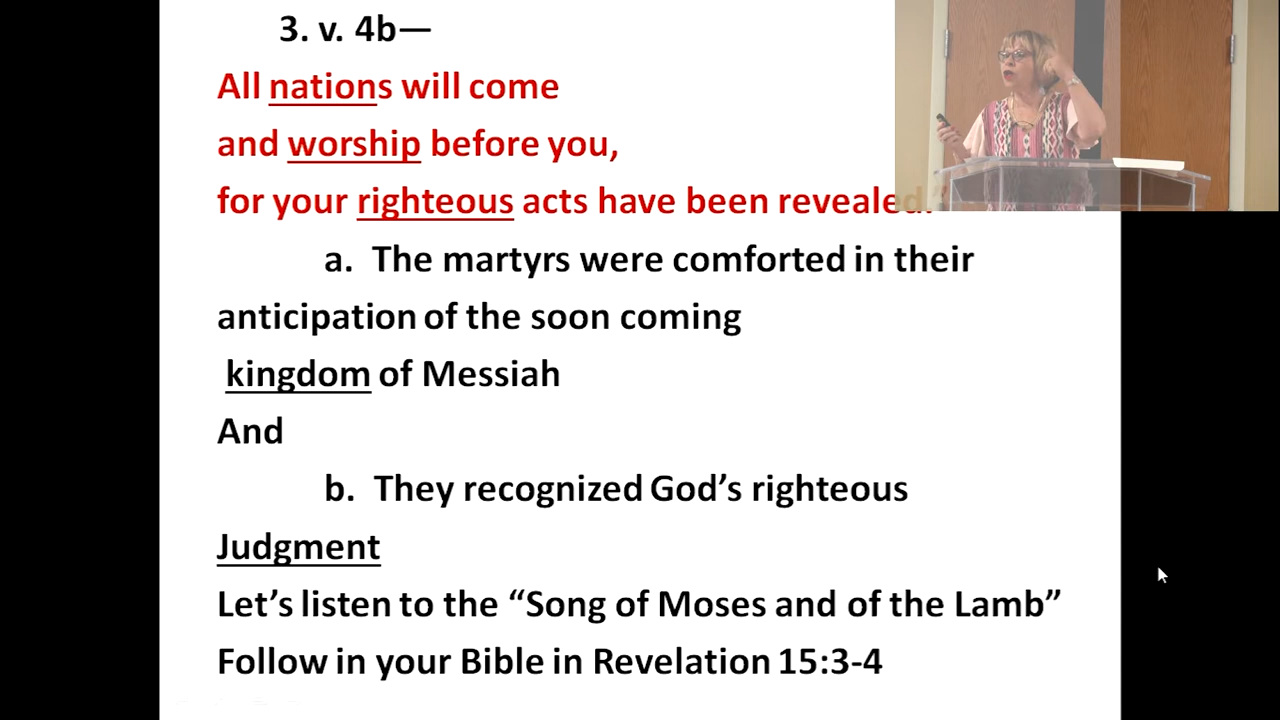 3. v. 4b—
All nations will come
and worship before you,
for your righteous acts have been revealed.”
a. The martyrs were comforted in their
anticipation of the soon coming
kingdom of Messiah
And
b. They recognized God’s righteous
Judgment
Let’s listen to the “Song of Moses and of the Lamb”
Follow in your Bible in Revelation 15:3-4